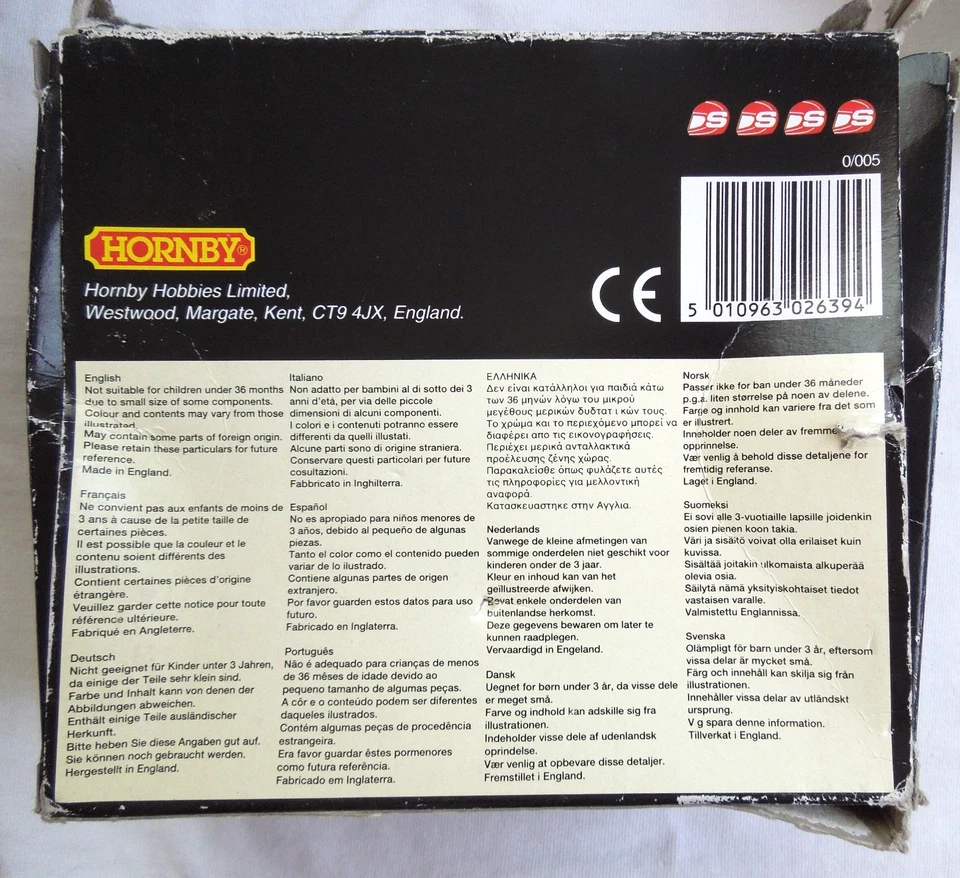 DS DS DS DS
0/005
HORNBY®
Hornby Hobbies Limited,
Westwood, Margate, Kent, CT9 4JX, England.
CE
5 010963 026394
English
Not suitable for children under 36 months
due to small size of some components.
Colour and contents may vary from those
illustrated.
May contain some parts of foreign origin.
Please retain these particulars for future
reference.
Made in England.
Français
Ne convient pas aux enfants de moins de
3 ans à cause de la petite taille de
certaines pièces.
Il est possible que la couleur et le
contenu soient différents des
illustrations.
Contient certaines pièces d'origine
étrangère.
Veuillez garder cette notice pour toute
référence ultérieure.
Fabriqué en Angleterre.
Deutsch
Nicht geeignet für Kinder unter 3 Jahren,
da einige der Teile sehr klein sind.
Farbe und Inhalt kann von denen der
Abbildungen abweichen.
Enthält einige Teile ausländischer
Herkunft.
Bitte heben Sie diese Angaben gut auf.
Sie können noch gebraucht werden.
Hergestellt in England.
Italiano
Non adatto per bambini al di sotto dei 3
anni d'età, per via delle piccole
dimensioni di alcuni componenti.
I colori e i contenuti potranno essere
differenti da quelli illustati.
Alcune parti sono di origine straniera.
Conservare questi particolari per future
cosultazioni.
Fabbricato in Inghilterra.
Español
No es apropiado para niños menores de
3 años, debido al pequeño de algunas
piezas.
Tanto el color como el contenido pueden
variar de lo ilustrado.
Contiene algunas partes de origen
extranjero.
Por favor guarden estos datos para uso
futuro.
Fabricado en Inglaterra.
Português
Não é adequado para crianças de menos
de 36 mêses de idade devido ao
pequeno tamanho de algumas peças.
A côr e o conteúdo podem ser diferentes
daqueles ilustrados.
Contém algumas peças de procedência
estrangeira.
Era favor guardar êstes pormenores
como futura referência.
Fabricado em Inglaterra.
ΕΛΛΗΝΙΚΑ
Δεν είναι κατάλληλοι για παιδιά κάτω
των 36 μηνών λόγω του μικρού
μεγέθους μερικών δυδτατ ι κών τους.
Το χρώμα και το περιεχόμενο μπορεί να
διαφέρει απο τις εικονογραφήσεις.
Περιέχει μερικά ανταλλακτικά
προέλευσης ζένης χώρας.
Παρακαλείσθε όπως φυλάζετε αυτές
τις πληροφορίες για μελλοντική
αναφορά.
Κατασκευαστηκε στην Αγγλια.
Nederlands
Vanwege de kleine afmetingen van
sommige onderdelen niet geschikt voor
kinderen onder de 3 jaar.
Kleur en inhoud kan van het
geïllustreerde afwijken.
Bevat enkele onderdelen van
buitenlandse herkomst.
Deze gegevens bewaren om later te
kunnen raadplegen.
Vervaardigd in Engeland.
Dansk
Uegnet for børn under 3 år, da visse dele
er meget små.
Farve og indhold kan adskille sig fra
illustrationen.
Indeholder visse dele af udenlandsk
oprindelse.
Vær venlig at opbevare disse detaljer.
Fremstillet i England.
Norsk
Passer ikke for ban under 36 måneder
p.g.a. liten størrelse på noen av delene.
Farge og innhold kan variere fra det som
er illustrert.
Inneholder noen deler av fremmed
opprinnelse.
Vær venlig å behold disse detaljene for
fremtidig referanse.
Laget i England.
Suomeksi
Ei sovi alle 3-vuotiaille lapsille joidenkin
osien pienen koon takia.
Väri ja sisältö voivat olla erilaiset kuin
kuvissa.
Sisältää joitakin ulkomaista alkuperää
olevia osia.
Säilytä nämä yksityiskohtaiset tiedot
vastaisen varalle.
Valmistettu Englannissa.
Svenska
Olämpligt för barn under 3 år, eftersom
vissa delar är mycket små.
Färg och innehåll kan skilja sig från
illustrationen.
Innehåller vissa delar av utländskt
ursprung.
V g spara denne information.
Tillverkat i England.